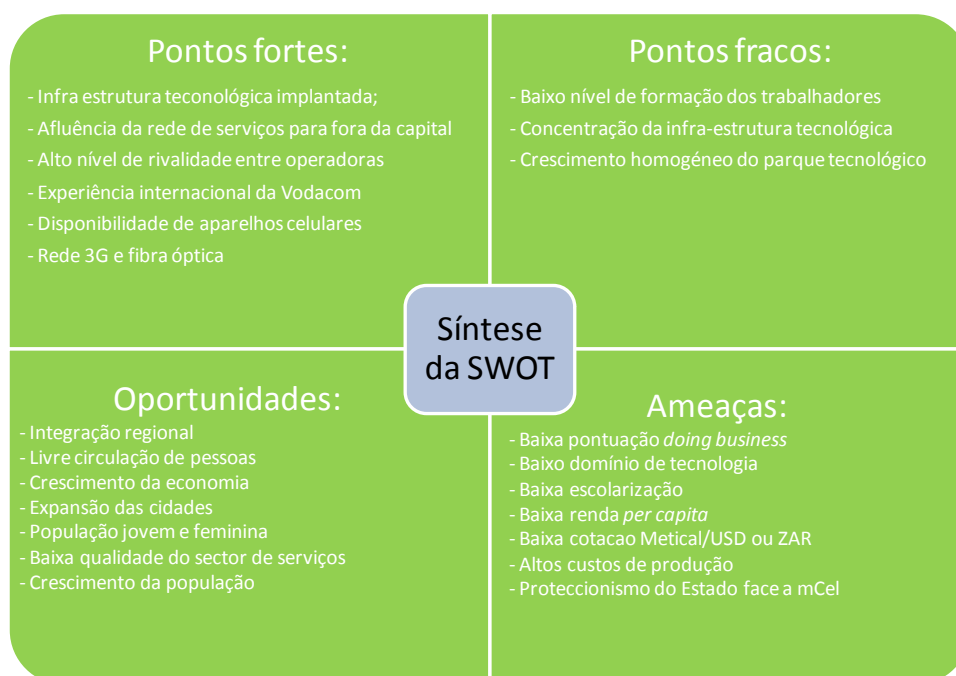 Pontos fortes:
- Infra estrutura teconológica implantada;
- Afluência da rede de serviços para fora da capital
- Alto nível de rivalidade entre operadoras
- Experiência internacional da Vodacom
- Disponibilidade de aparelhos celulares
- Rede 3G e fibra óptica
Pontos fracos:
- Baixo nível de formação dos trabalhadores
- Concentração da infra-estrutura tecnológica
- Crescimento homogéneo do parque tecnológico
Síntese
da SWOT
Oportunidades:
- Integração regional
- Livre circulação de pessoas
- Crescimento da economia
- Expansão das cidades
- População jovem e feminina
- Baixa qualidade do sector de serviços
- Crescimento da população
Ameaças:
- Baixa pontuação doing business
- Baixo domínio de tecnologia
- Baixa escolarização
- Baixa renda per capita
- Baixa cotacao Metical/USD ou ZAR
- Altos custos de produção
- Proteccionismo do Estado face a mCel